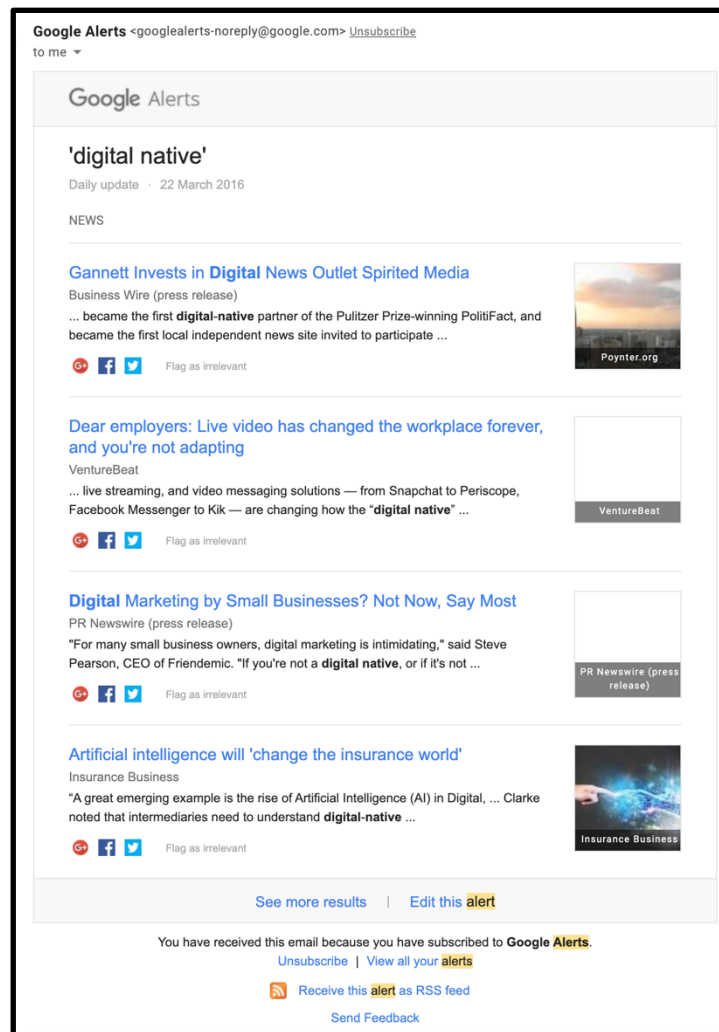 Google Alerts <googlealerts-noreply@google.com> Unsubscribe
to me
Google Alerts
'digital native'
Daily update · 22 March 2016
NEWS
Gannett Invests in Digital News Outlet Spirited Media
Business Wire (press release)
... became the first digital-native partner of the Pulitzer Prize-winning PolitiFact, and
became the first local independent news site invited to participate ...
Poynter.org
G+ f Flag as irrelevant
Dear employers: Live video has changed the workplace forever,
and you're not adapting
VentureBeat
... live streaming, and video messaging solutions — from Snapchat to Periscope,
Facebook Messenger to Kik — are changing how the “digital native” ...
VentureBeat
G+ f Flag as irrelevant
Digital Marketing by Small Businesses? Not Now, Say Most
PR Newswire (press release)
"For many small business owners, digital marketing is intimidating," said Steve
Pearson, CEO of Friendemic. "If you're not a digital native, or if it's not ...
PR Newswire (press
release)
G+ f Flag as irrelevant
Artificial intelligence will 'change the insurance world'
Insurance Business
“A great emerging example is the rise of Artificial Intelligence (AI) in Digital, ... Clarke
noted that intermediaries need to understand digital-native ...
Insurance Business
G+ f Flag as irrelevant
See more results | Edit this alert
You have received this email because you have subscribed to Google Alerts.
Unsubscribe | View all your alerts
Receive this alert as RSS feed
Send Feedback